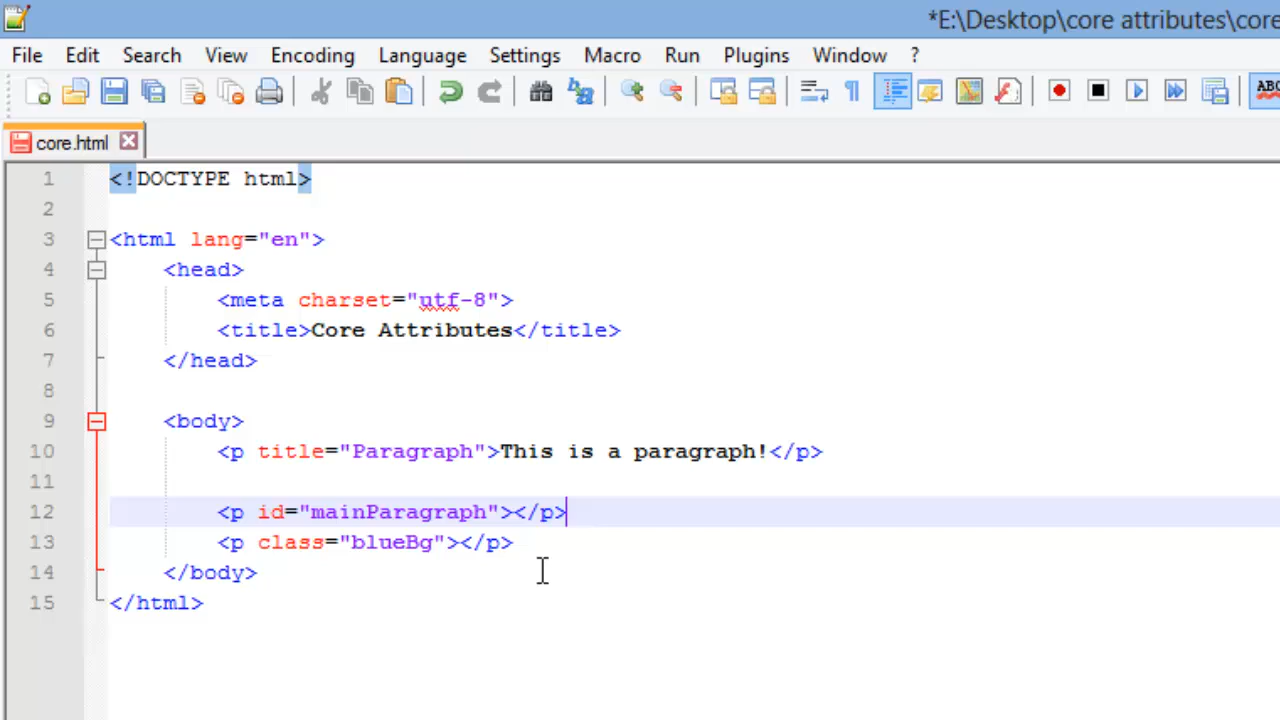 *E:\Desktop\core attributes\core
File Edit Search View Encoding Language Settings Macro Run Plugins Window ?
ABC
core.html
1 <!DOCTYPE html>
2
3 <html lang="en">
4 <head>
5 <meta charset="utf-8">
6 <title>Core Attributes</title>
7 </head>
8
9 <body>
10 <p title="Paragraph">This is a paragraph!</p>
11
12 <p id="mainParagraph"></p>
13 <p class="blueBg"></p>
14 </body>
15 </html>